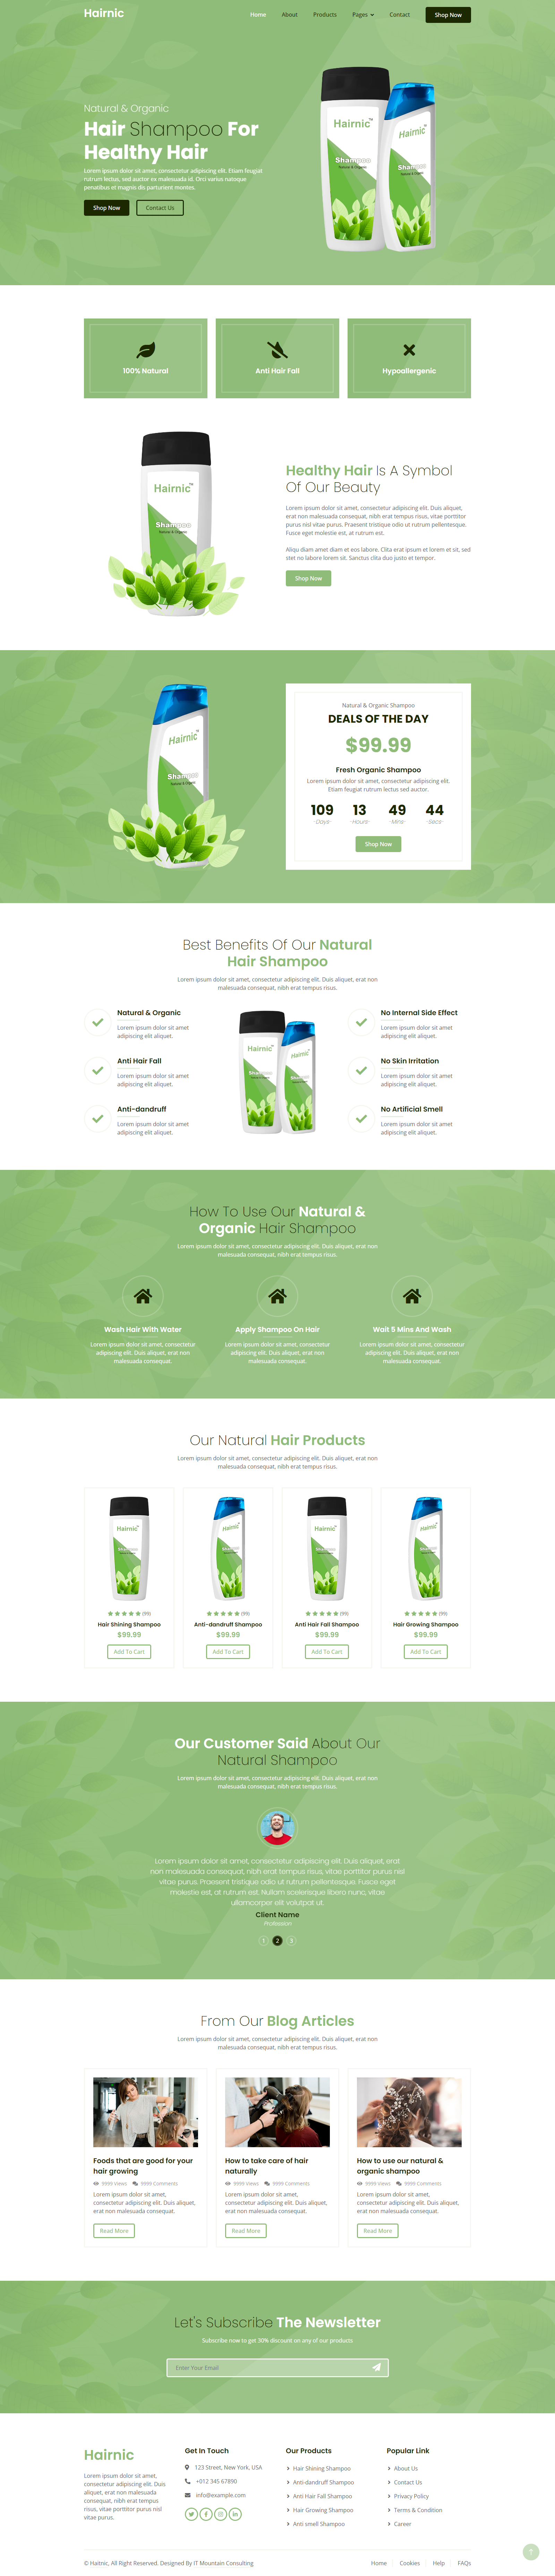 Hairnic
Home About Products Pages Contact Shop Now
Natural & Organic
Hair Shampoo For
Healthy Hair
Lorem ipsum dolor sit amet, consectetur adipiscing elit. Etiam feugiat
rutrum lectus, sed auctor ex malesuada id. Orci varius natoque
penatibus et magnis dis parturient montes.
Shop Now Contact Us
Hairnic™
Shampoo
Natural & Organic
Hairnic™
Shampoo
Natural & Organic
100% Natural
Anti Hair Fall
Hypoallergenic
Hairnic™
Shampoo
Natural & Organic
Healthy Hair Is A Symbol
Of Our Beauty
Lorem ipsum dolor sit amet, consectetur adipiscing elit. Duis aliquet,
erat non malesuada consequat, nibh erat tempus risus, vitae porttitor
purus nisl vitae purus. Praesent tristique odio ut rutrum pellentesque.
Fusce eget molestie est, at rutrum est.
Aliqu diam amet diam et eos labore. Clita erat ipsum et lorem et sit, sed
stet no labore lorem sit. Sanctus clita duo justo et tempor.
Shop Now
Hairnic™
Shampoo
Natural & Organic
Natural & Organic Shampoo
DEALS OF THE DAY
$99.99
Fresh Organic Shampoo
Lorem ipsum dolor sit amet, consectetur adipiscing elit.
Etiam feugiat rutrum lectus sed auctor.
109 13 49 44
-Days- -Hours- -Mins- -Secs-
Shop Now
Best Benefits Of Our Natural
Hair Shampoo
Lorem ipsum dolor sit amet, consectetur adipiscing elit. Duis aliquet, erat non
malesuada consequat, nibh erat tempus risus.
Natural & Organic
Lorem ipsum dolor sit amet
adipiscing elit aliquet.
Anti Hair Fall
Lorem ipsum dolor sit amet
adipiscing elit aliquet.
Anti-dandruff
Lorem ipsum dolor sit amet
adipiscing elit aliquet.
Hairnic™
Shampoo
Hairnic™
Shampoo
No Internal Side Effect
Lorem ipsum dolor sit amet
adipiscing elit aliquet.
No Skin Irritation
Lorem ipsum dolor sit amet
adipiscing elit aliquet.
No Artificial Smell
Lorem ipsum dolor sit amet
adipiscing elit aliquet.
How To Use Our Natural &
Organic Hair Shampoo
Lorem ipsum dolor sit amet, consectetur adipiscing elit. Duis aliquet, erat non
malesuada consequat, nibh erat tempus risus.
Wash Hair With Water
Lorem ipsum dolor sit amet, consectetur
adipiscing elit. Duis aliquet, erat non
malesuada consequat.
Apply Shampoo On Hair
Lorem ipsum dolor sit amet, consectetur
adipiscing elit. Duis aliquet, erat non
malesuada consequat.
Wait 5 Mins And Wash
Lorem ipsum dolor sit amet, consectetur
adipiscing elit. Duis aliquet, erat non
malesuada consequat.
Our Natural Hair Products
Lorem ipsum dolor sit amet, consectetur adipiscing elit. Duis aliquet, erat non
malesuada consequat, nibh erat tempus risus.
Hairnic™
Shampoo
(99)
Hair Shining Shampoo
$99.99
Add To Cart
Hairnic™
Shampoo
(99)
Anti-dandruff Shampoo
$99.99
Add To Cart
Hairnic™
Shampoo
(99)
Anti Hair Fall Shampoo
$99.99
Add To Cart
Hairnic™
Shampoo
(99)
Hair Growing Shampoo
$99.99
Add To Cart
Our Customer Said About Our
Natural Shampoo
Lorem ipsum dolor sit amet, consectetur adipiscing elit. Duis aliquet, erat non
malesuada consequat, nibh erat tempus risus.
Lorem ipsum dolor sit amet, consectetur adipiscing elit. Duis aliquet, erat
non malesuada consequat, nibh erat tempus risus, vitae porttitor purus nisl
vitae purus. Praesent tristique odio ut rutrum pellentesque. Fusce eget
molestie est, at rutrum est. Nullam scelerisque libero nunc, vitae
ullamcorper elit volutpat ut.
Client Name
Profession
1 2 3
From Our Blog Articles
Lorem ipsum dolor sit amet, consectetur adipiscing elit. Duis aliquet, erat non
malesuada consequat, nibh erat tempus risus.
Foods that are good for your
hair growing
9999 Views 9999 Comments
Lorem ipsum dolor sit amet,
consectetur adipiscing elit. Duis aliquet,
erat non malesuada consequat.
Read More
How to take care of hair
naturally
9999 Views 9999 Comments
Lorem ipsum dolor sit amet,
consectetur adipiscing elit. Duis aliquet,
erat non malesuada consequat.
Read More
How to use our natural &
organic shampoo
9999 Views 9999 Comments
Lorem ipsum dolor sit amet,
consectetur adipiscing elit. Duis aliquet,
erat non malesuada consequat.
Read More
Let's Subscribe The Newsletter
Subscribe now to get 30% discount on any of our products
Enter Your Email
Hairnic
Lorem ipsum dolor sit amet,
consectetur adipiscing elit. Duis
aliquet, erat non malesuada
consequat, nibh erat tempus
risus, vitae porttitor purus nisl
vitae purus.
Get In Touch
123 Street, New York, USA
+012 345 67890
info@example.com
Our Products
Hair Shining Shampoo
Anti-dandruff Shampoo
Anti Hair Fall Shampoo
Hair Growing Shampoo
Anti smell Shampoo
Popular Link
About Us
Contact Us
Privacy Policy
Terms & Condition
Career
© Hairnic, All Right Reserved. Designed By IT Mountain Consulting
Home Cookies Help FAQs